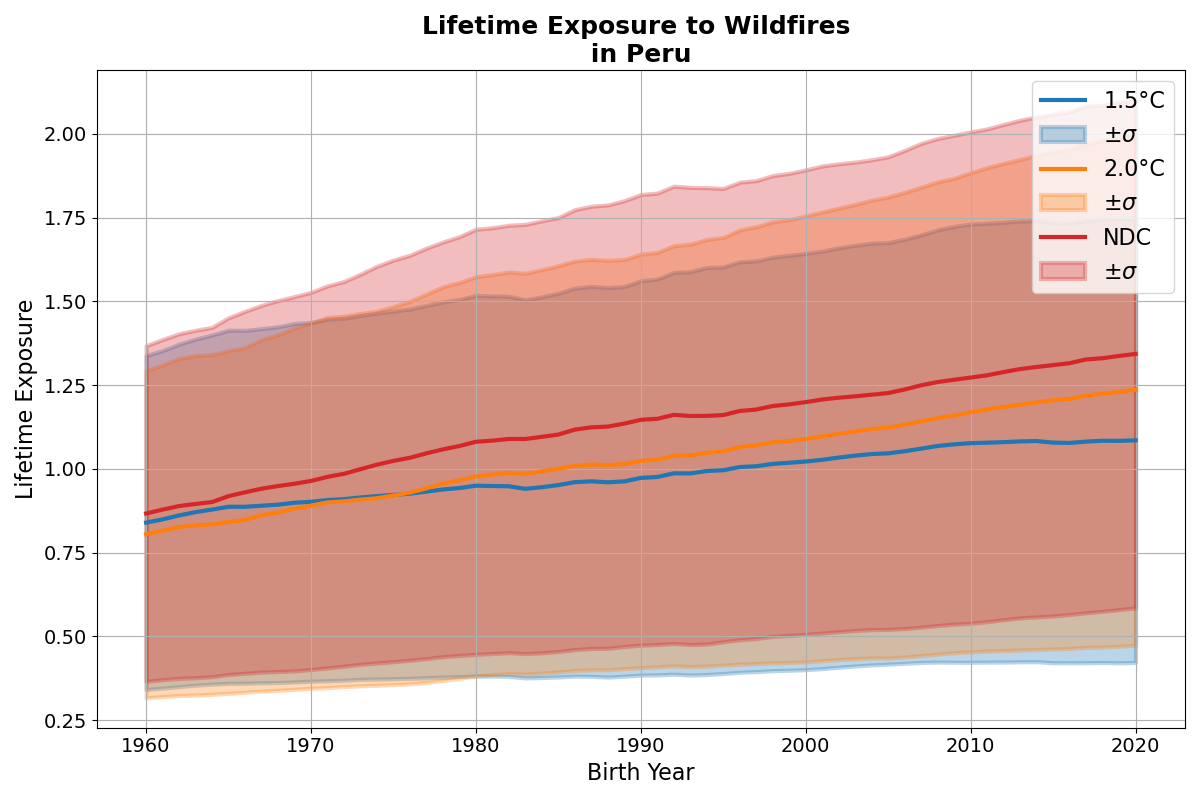 Lifetime Exposure to Wildfires
in Peru
Lifetime Exposure
2.00
1.75
1.50
1.25
1.00
0.75
0.50
0.25
1960
1970
1980
1990
2000
2010
2020
Birth Year
1.5°C
±σ
2.0°C
±σ
NDC
±σ